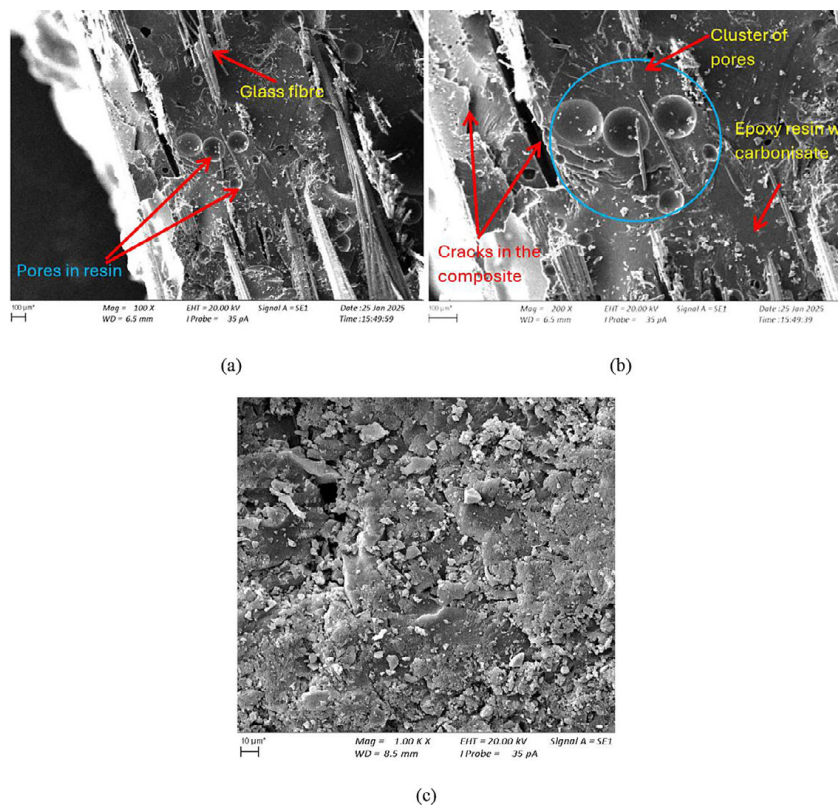 Glass fibre
Pores in resin
100 µm*
Mag = 100 X
EHT = 20.00 kV
Signal A = SE1
Date :25 Jan 2025
WD = 6.5 mm
I Probe = 35 pA
Time :15:49:59
(a)
Cluster of
pores
Epoxy resin w
carbonisate
Cracks in the
composite
100 µm*
Mag = 200 X
EHT = 20.00 kV
Signal A = SE1
Date :25 Jan 2025
WD = 6.5 mm
I Probe = 35 pA
Time :15:49:39
(b)
10 µm*
Mag = 1.00 K X
EHT = 20.00 kV
Signal A = SE1
WD = 8.5 mm
I Probe = 35 pA
(c)